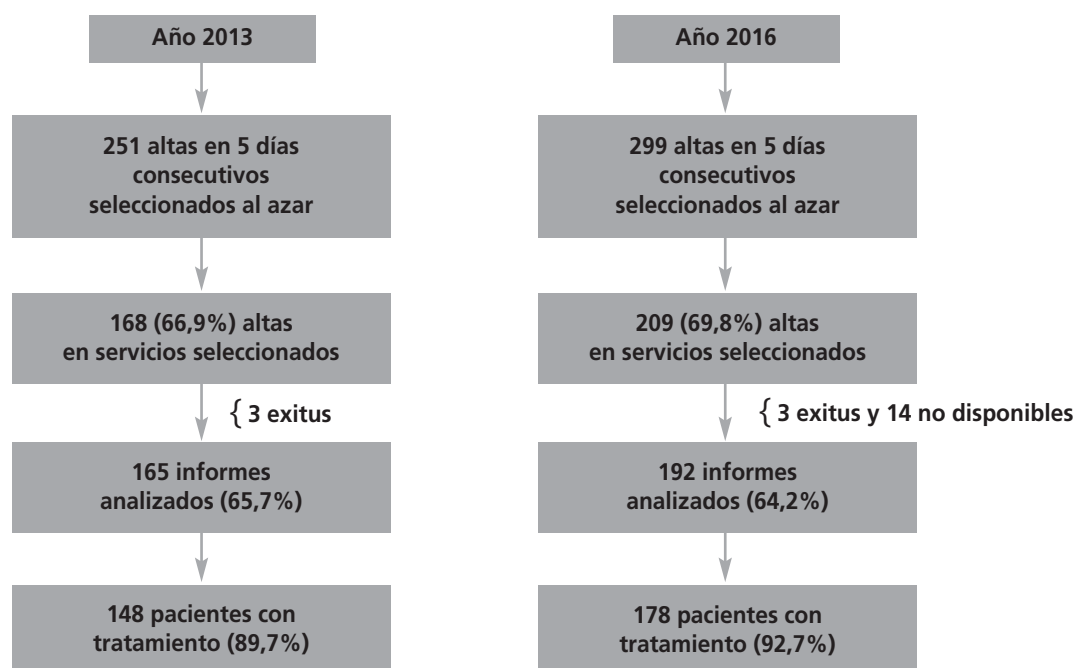 Año 2013
251 altas en 5 días
consecutivos
seleccionados al azar
168 (66,9%) altas
en servicios seleccionados
{ 3 exitus
165 informes
analizados (65,7%)
148 pacientes con
tratamiento (89,7%)
Año 2016
299 altas en 5 días
consecutivos
seleccionados al azar
209 (69,8%) altas
en servicios seleccionados
{ 3 exitus y 14 no disponibles
192 informes
analizados (64,2%)
178 pacientes con
tratamiento (92,7%)